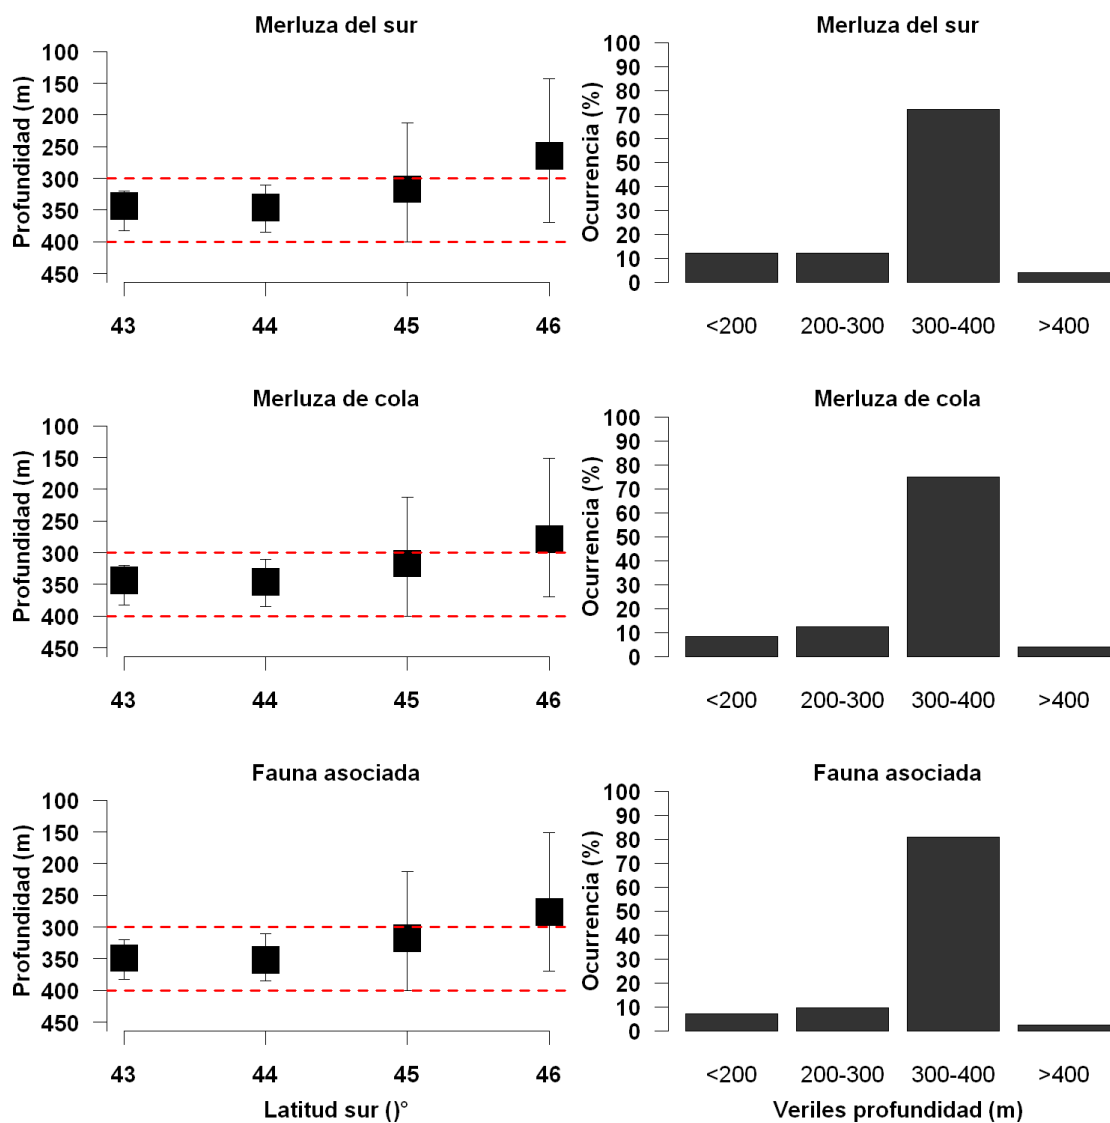 Merluza del sur
Profundidad (m)
100
150
200
250
300
350
400
450
43 44 45 46
Merluza del sur
Ocurrencia (%)
100
90
80
70
60
50
40
30
20
10
0
<200 200-300 300-400 >400
Merluza de cola
Profundidad (m)
100
150
200
250
300
350
400
450
43 44 45 46
Merluza de cola
Ocurrencia (%)
100
90
80
70
60
50
40
30
20
10
0
<200 200-300 300-400 >400
Fauna asociada
Profundidad (m)
100
150
200
250
300
350
400
450
43 44 45 46
Latitud sur ()°
Fauna asociada
Ocurrencia (%)
100
90
80
70
60
50
40
30
20
10
0
<200 200-300 300-400 >400
Veriles profundidad (m)